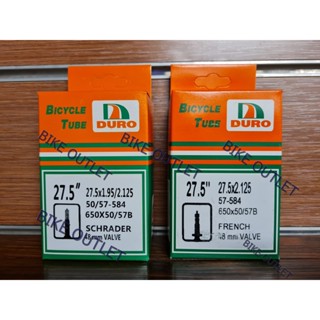 BICYCLE
TUBE
DURO
27.5"
27.5x1.95/2.125
50/57-584
650X50/57B
SCHRADER
48 mm VALVE
BICYCLE
TUBE
DURO
27.5"
27.5x2.125
57-584
650x50/57B
FRENCH
48 mm VALVE
BIKE OUTLET
BIKE OUTLET
BIKE OUTLET
BIKE OUTLET